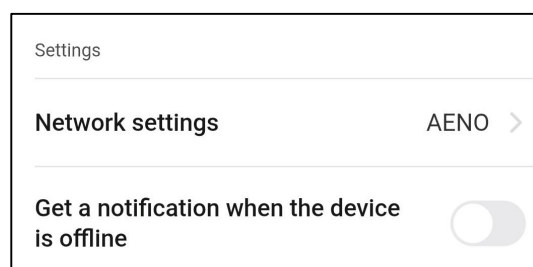 Settings
Network settings AENO
Get a notification when the device
is offline